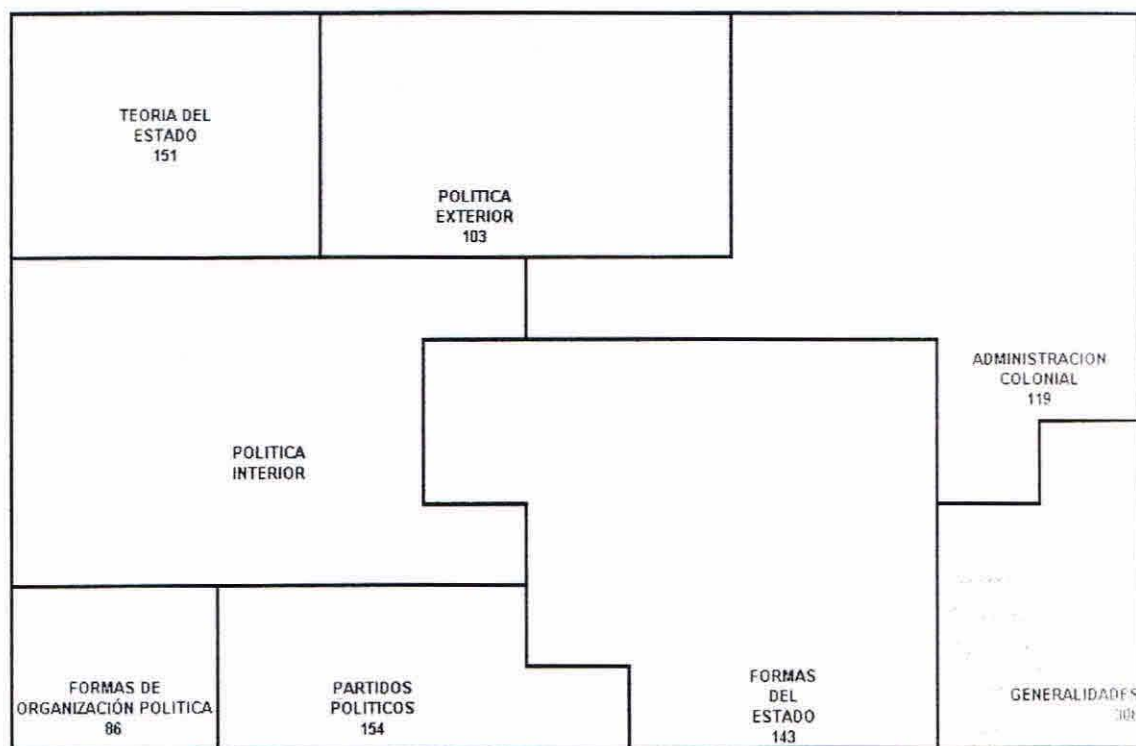 TEORIA DEL
ESTADO
151
POLITICA
EXTERIOR
103
ADMINISTRACION
COLONIAL
119
POLITICA
INTERIOR
FORMAS DE
ORGANIZACIÓN POLITICA
86
PARTIDOS
POLITICOS
154
FORMAS
DEL
ESTADO
143
GENERALIDADES